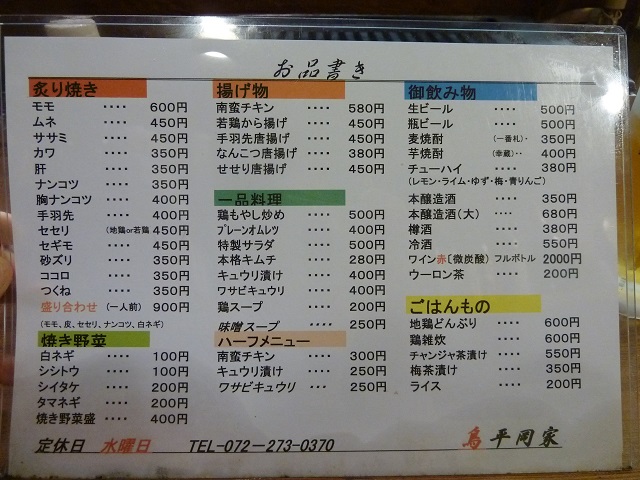 お品書き
炙り焼き
モモ ････ 600円
ムネ ････ 450円
ササミ ････ 450円
カワ ････ 350円
肝 ････ 350円
ナンコツ ････ 350円
胸ナンコツ ････ 400円
手羽先 ････ 400円
セセリ (地鶏or若鶏) 450円
セギモ ････ 450円
砂ズリ ････ 350円
ココロ ････ 350円
つくね ････ 350円
盛り合わせ (一人前) 900円
(モモ、皮、セセリ、ナンコツ、白ネギ)
焼き野菜
白ネギ ････ 100円
シシトウ ････ 100円
シイタケ ････ 200円
タマネギ ････ 200円
焼き野菜盛 ････ 400円
揚げ物
南蛮チキン ････ 580円
若鶏から揚げ ････ 450円
手羽先唐揚げ ････ 450円
なんこつ唐揚げ ････ 380円
せせり唐揚げ ････ 450円
一品料理
鶏もやし炒め ････ 500円
プレーンオムレツ ････ 400円
特製サラダ ････ 500円
本格キムチ ････ 280円
キュウリ漬け ････ 400円
ワサビキュウリ ････ 400円
鶏スープ ････ 200円
味噌スープ ････ 250円
ハーフメニュー
南蛮チキン ････ 300円
キュウリ漬け ････ 250円
ワサビキュウリ ･･･ 250円
御飲み物
生ビール ････ 500円
瓶ビール ････ 500円
麦焼酎 (一番札)･ 350円
芋焼酎 (幸蔵)･･ 400円
チューハイ ････ 380円
(レモン・ライム・ゆず・梅・青りんご)
本醸造酒 ････ 350円
本醸造酒(大) ････ 680円
樽酒 ････ 380円
冷酒 ････ 550円
ワイン赤〔微炭酸〕フルボトル 2000円
ウーロン茶 ････ 200円
ごはんもの
地鶏どんぶり ････ 600円
鶏雑炊 ････ 600円
チャンジャ茶漬け ････ 550円
梅茶漬け ････ 350円
ライス ････ 200円
定休日 水曜日 TEL-072－273-0370
鳥 平岡家